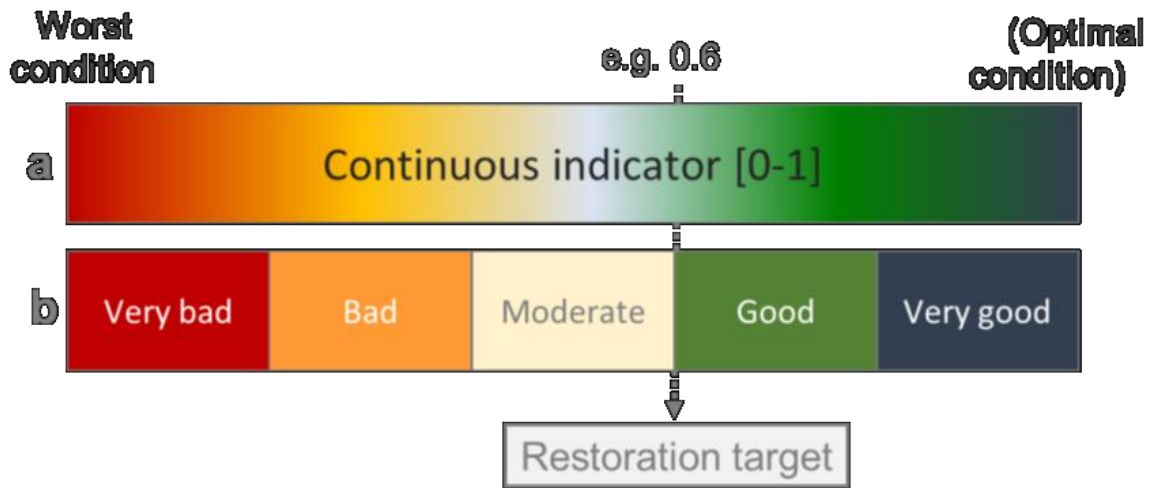 Worst
condition
e.g. 0.6
(Optimal
condition)
a
Continuous indicator [0-1]
b
Very bad
Bad
Moderate
Good
Very good
Restoration target